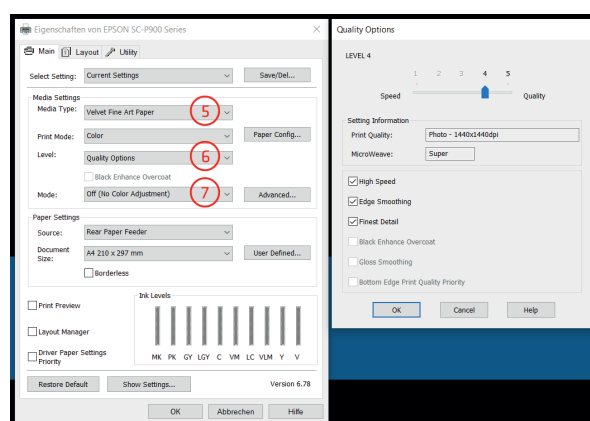 Eigenschaften von EPSON SC-P900 Series
Main Layout Utility
Select Setting: Current Settings Save/Del...
Media Settings
Media Type: Velvet Fine Art Paper 5
Print Mode: Color Paper Config...
Level: Quality Options 6
Black Enhance Overcoat
Mode: Off (No Color Adjustment) 7 Advanced...
Paper Settings
Source: Rear Paper Feeder
Document Size: A4 210 x 297 mm User Defined...
Borderless
Print Preview
Layout Manager
Driver Paper Settings
Priority
Ink Levels
MK PK GY LGY C VM LC VLM Y V
Restore Default Show Settings... Version 6.78
OK Abbrechen Hilfe
Quality Options
LEVEL 4
1 2 3 4 5
Speed Quality
Setting Information
Print Quality: Photo - 1440x1440dpi
MicroWeave: Super
High Speed
Edge Smoothing
Finest Detail
Black Enhance Overcoat
Gloss Smoothing
Bottom Edge Print Quality Priority
OK Cancel Help